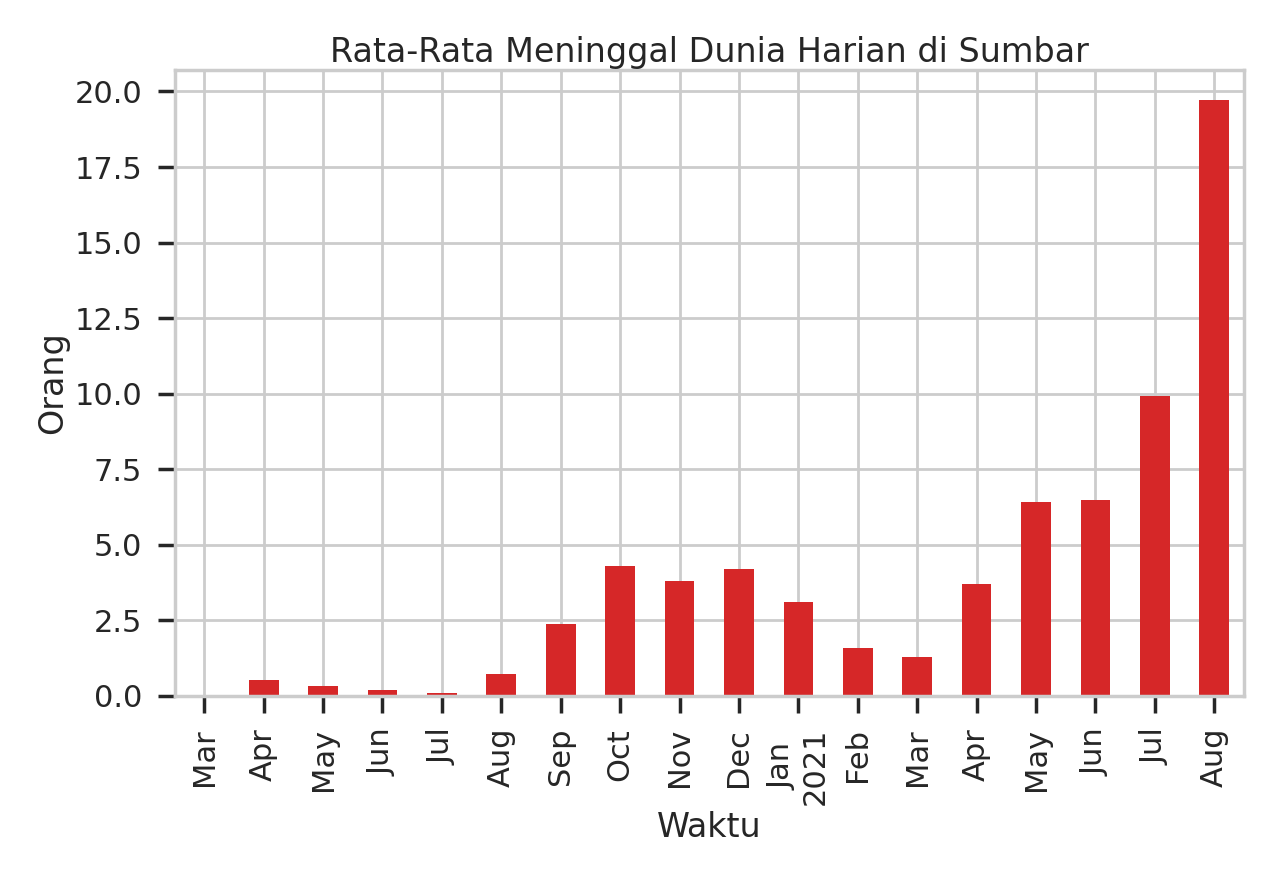 Rata-Rata Meninggal Dunia Harian di Sumbar
20.0
17.5
15.0
12.5
10.0
7.5
5.0
2.5
0.0
Orang
Mar
Apr
May
Jun
Jul
Aug
Sep
Oct
Nov
Dec
Jan
2021
Feb
Mar
Apr
May
Jun
Jul
Aug
Waktu